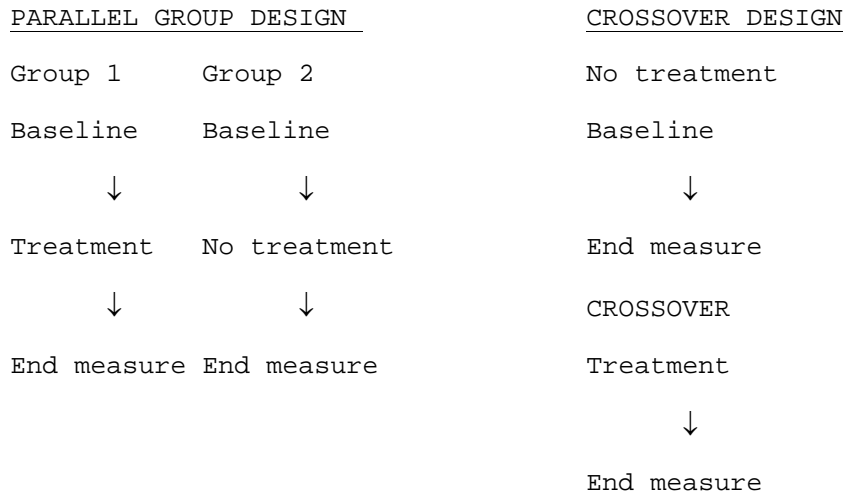 PARALLEL GROUP DESIGN CROSSOVER DESIGN
Group 1 Group 2 No treatment
Baseline Baseline Baseline
↓ ↓ ↓
Treatment No treatment End measure
↓ ↓ CROSSOVER
End measure End measure Treatment
↓
End measure